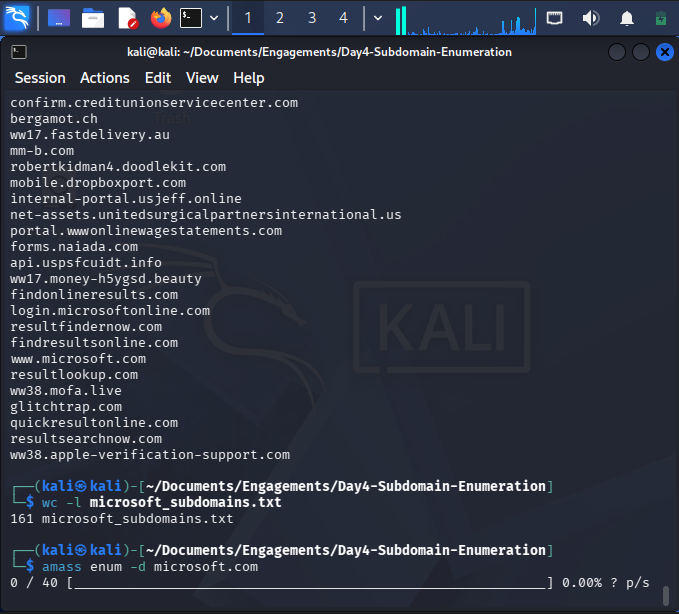 1 2 3 4
kali@kali: ~/Documents/Engagements/Day4-Subdomain-Enumeration
Session Actions Edit View Help
confirm.creditunionservicecenter.com
bergamot.ch
ww17.fastdelivery.au
mm-b.com
robertkidman4.doodlekit.com
mobile.dropboxport.com
internal-portal.usjeff.online
net-assets.unitedsurgicalpartnersinternational.us
portal.wwwonlinewagestatements.com
forms.naiada.com
api.uspsfcuidt.info
ww17.money-h5ygsd.beauty
findonlineresults.com
login.microsoftonline.com
resultfindernow.com
findresultsonline.com
www.microsoft.com
resultlookup.com
ww38.mofa.live
glitchtrap.com
quickresultonline.com
resultsearchnow.com
ww38.apple-verification-support.com
KALI
┌──(kali㉿kali)-[~/Documents/Engagements/Day4-Subdomain-Enumeration]
└─$ wc -l microsoft_subdomains.txt
161 microsoft_subdomains.txt
┌──(kali㉿kali)-[~/Documents/Engagements/Day4-Subdomain-Enumeration]
└─$ amass enum -d microsoft.com
0 / 40 [___________________________________________________________] 0.00% ? p/s